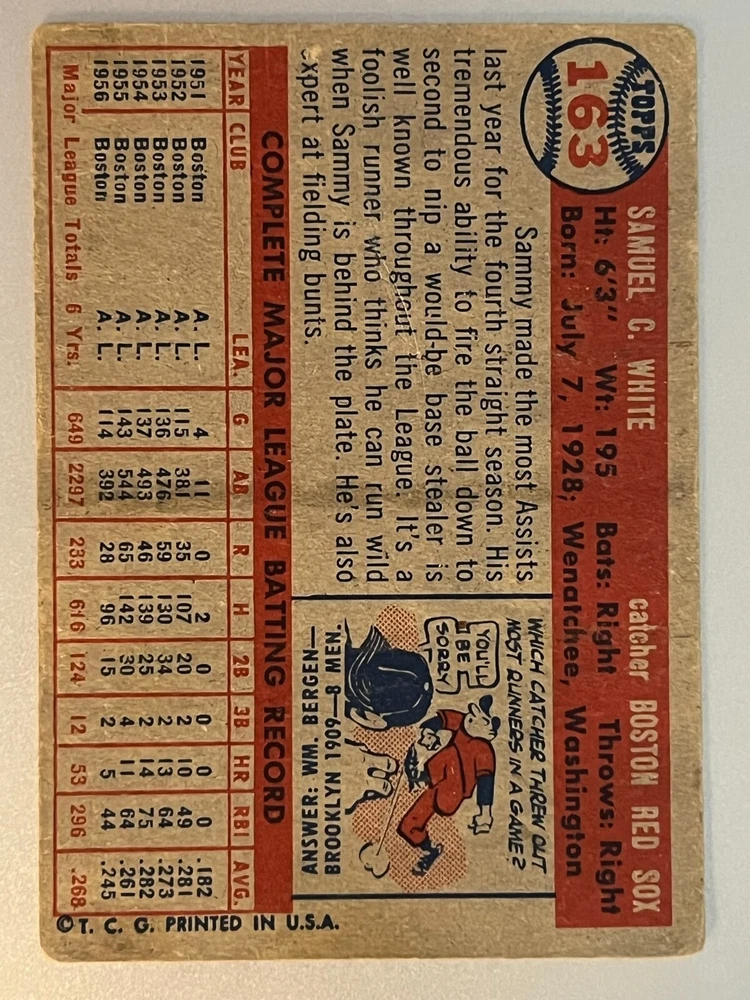 TOPPS
163
SAMUEL C. WHITE
catcher BOSTON RED SOX
Ht: 6'3" Wt: 195 Bats: Right Throws: Right
Born: July 7, 1928; Wenatchee, Washington
Sammy made the most Assists
last year for the fourth straight season. His
tremendous ability to fire the ball down to
second to nip a would-be base stealer is
well known throughout the League. It's a
foolish runner who thinks he can run wild
when Sammy is behind the plate. He's also
expert at fielding bunts.
WHICH CATCHER THREW OUT
MOST RUNNERS IN A GAME?
YOU'LL
BE
SORRY
ANSWER: WM. BERGEN—
BROOKLYN 1909—8 MEN.
COMPLETE MAJOR LEAGUE BATTING RECORD
YEAR CLUB LEA. G AB R H 2B 3B HR RBI AVG.
1951 Boston A. L. 4 11 0 2 0 0 0 0 .182
1952 Boston A. L. 115 381 35 107 20 2 10 49 .281
1953 Boston A. L. 136 476 59 130 34 2 13 64 .273
1954 Boston A. L. 137 493 46 139 25 2 14 75 .282
1955 Boston A. L. 143 544 65 142 30 4 11 64 .261
1956 Boston A. L. 114 392 28 96 15 2 5 44 .245
Major League Totals 6 Yrs. 649 2297 233 616 124 12 53 296 .268
©T. C. G. PRINTED IN U.S.A.